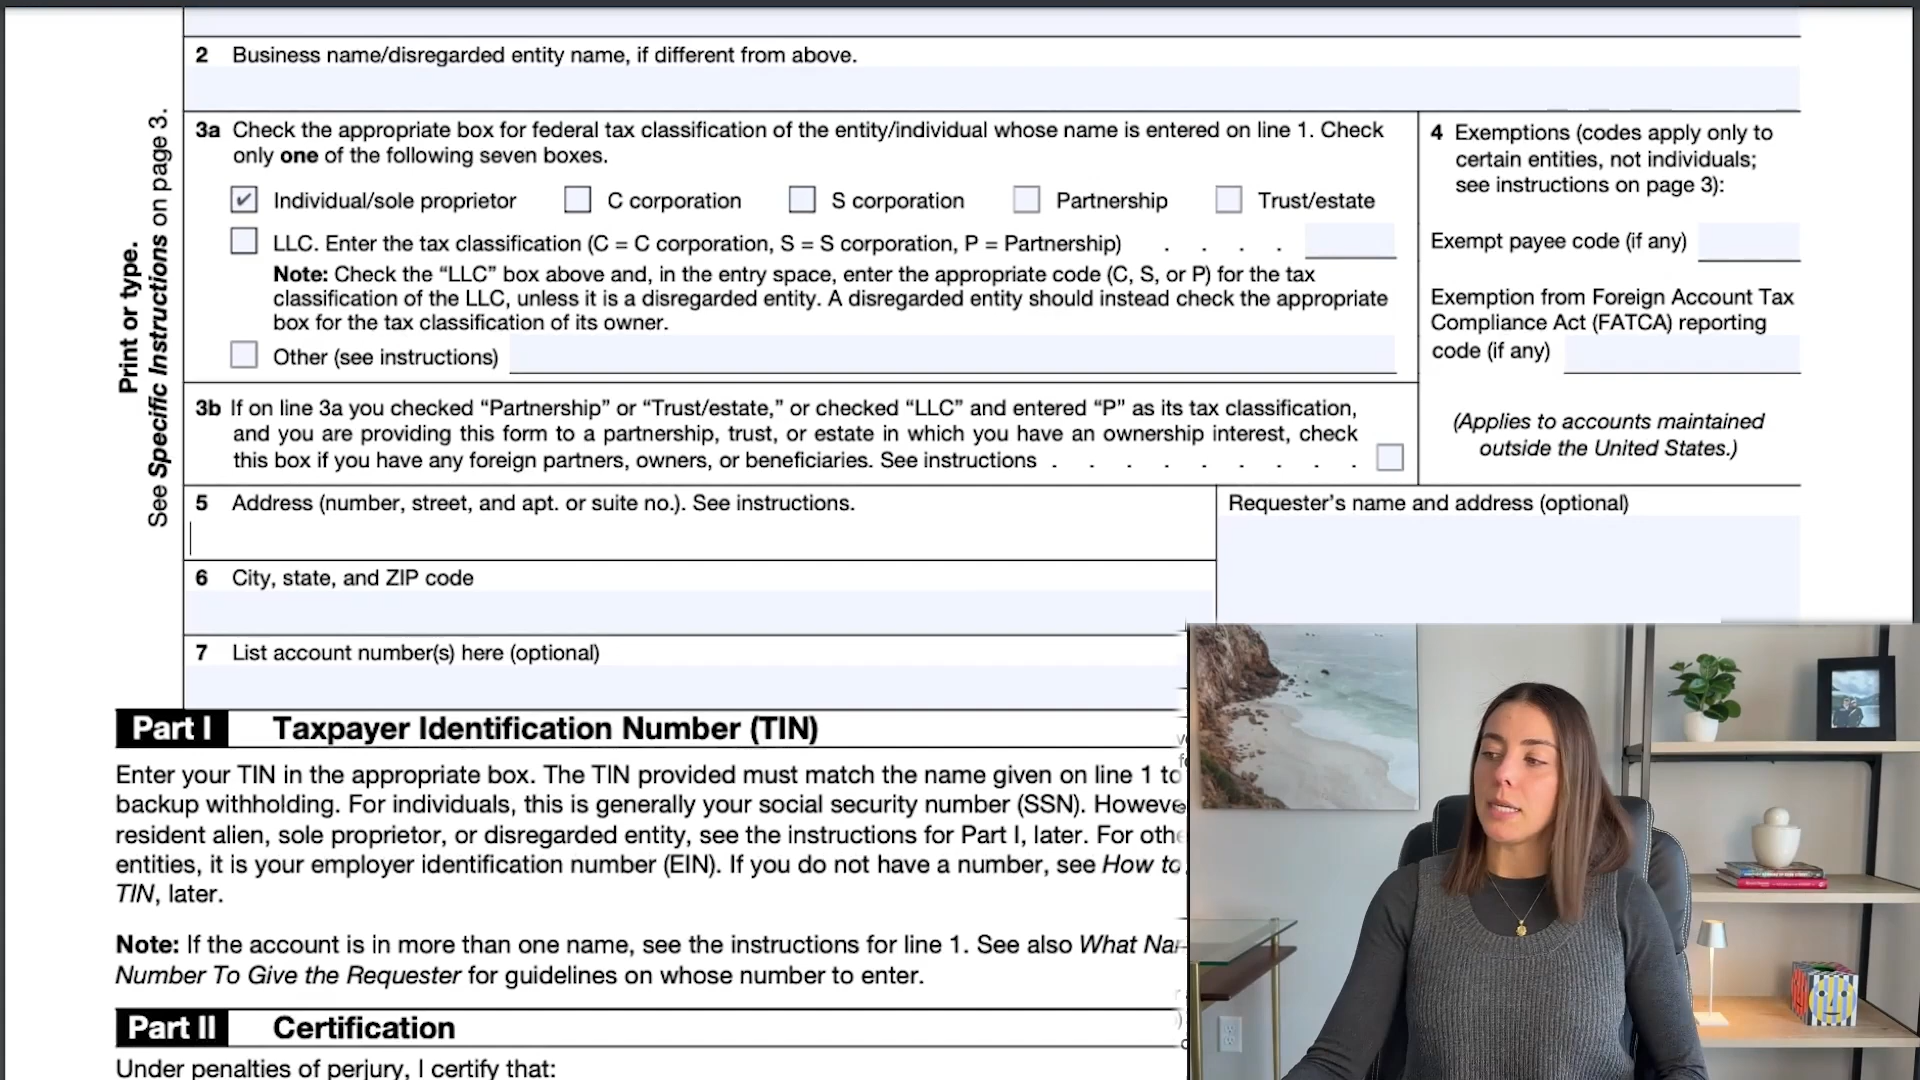 2 Business name/disregarded entity name, if different from above.
Print or type.
See Specific Instructions on page 3.
3a Check the appropriate box for federal tax classification of the entity/individual whose name is entered on line 1. Check
only one of the following seven boxes.
Individual/sole proprietor C corporation S corporation Partnership Trust/estate
LLC. Enter the tax classification (C = C corporation, S = S corporation, P = Partnership) . . . .
Note: Check the “LLC” box above and, in the entry space, enter the appropriate code (C, S, or P) for the tax
classification of the LLC, unless it is a disregarded entity. A disregarded entity should instead check the appropriate
box for the tax classification of its owner.
Other (see instructions)
4 Exemptions (codes apply only to
certain entities, not individuals;
see instructions on page 3):
Exempt payee code (if any)
Exemption from Foreign Account Tax
Compliance Act (FATCA) reporting
code (if any)
(Applies to accounts maintained
outside the United States.)
3b If on line 3a you checked “Partnership” or “Trust/estate,” or checked “LLC” and entered “P” as its tax classification,
and you are providing this form to a partnership, trust, or estate in which you have an ownership interest, check
this box if you have any foreign partners, owners, or beneficiaries. See instructions . . . . . . . . .
5 Address (number, street, and apt. or suite no.). See instructions.
Requester’s name and address (optional)
6 City, state, and ZIP code
7 List account number(s) here (optional)
Part I Taxpayer Identification Number (TIN)
Enter your TIN in the appropriate box. The TIN provided must match the name given on line 1 to
backup withholding. For individuals, this is generally your social security number (SSN). Howeve
resident alien, sole proprietor, or disregarded entity, see the instructions for Part I, later. For othe
entities, it is your employer identification number (EIN). If you do not have a number, see How to
TIN, later.
Note: If the account is in more than one name, see the instructions for line 1. See also What Na
Number To Give the Requester for guidelines on whose number to enter.
Part II Certification
Under penalties of perjury, I certify that: